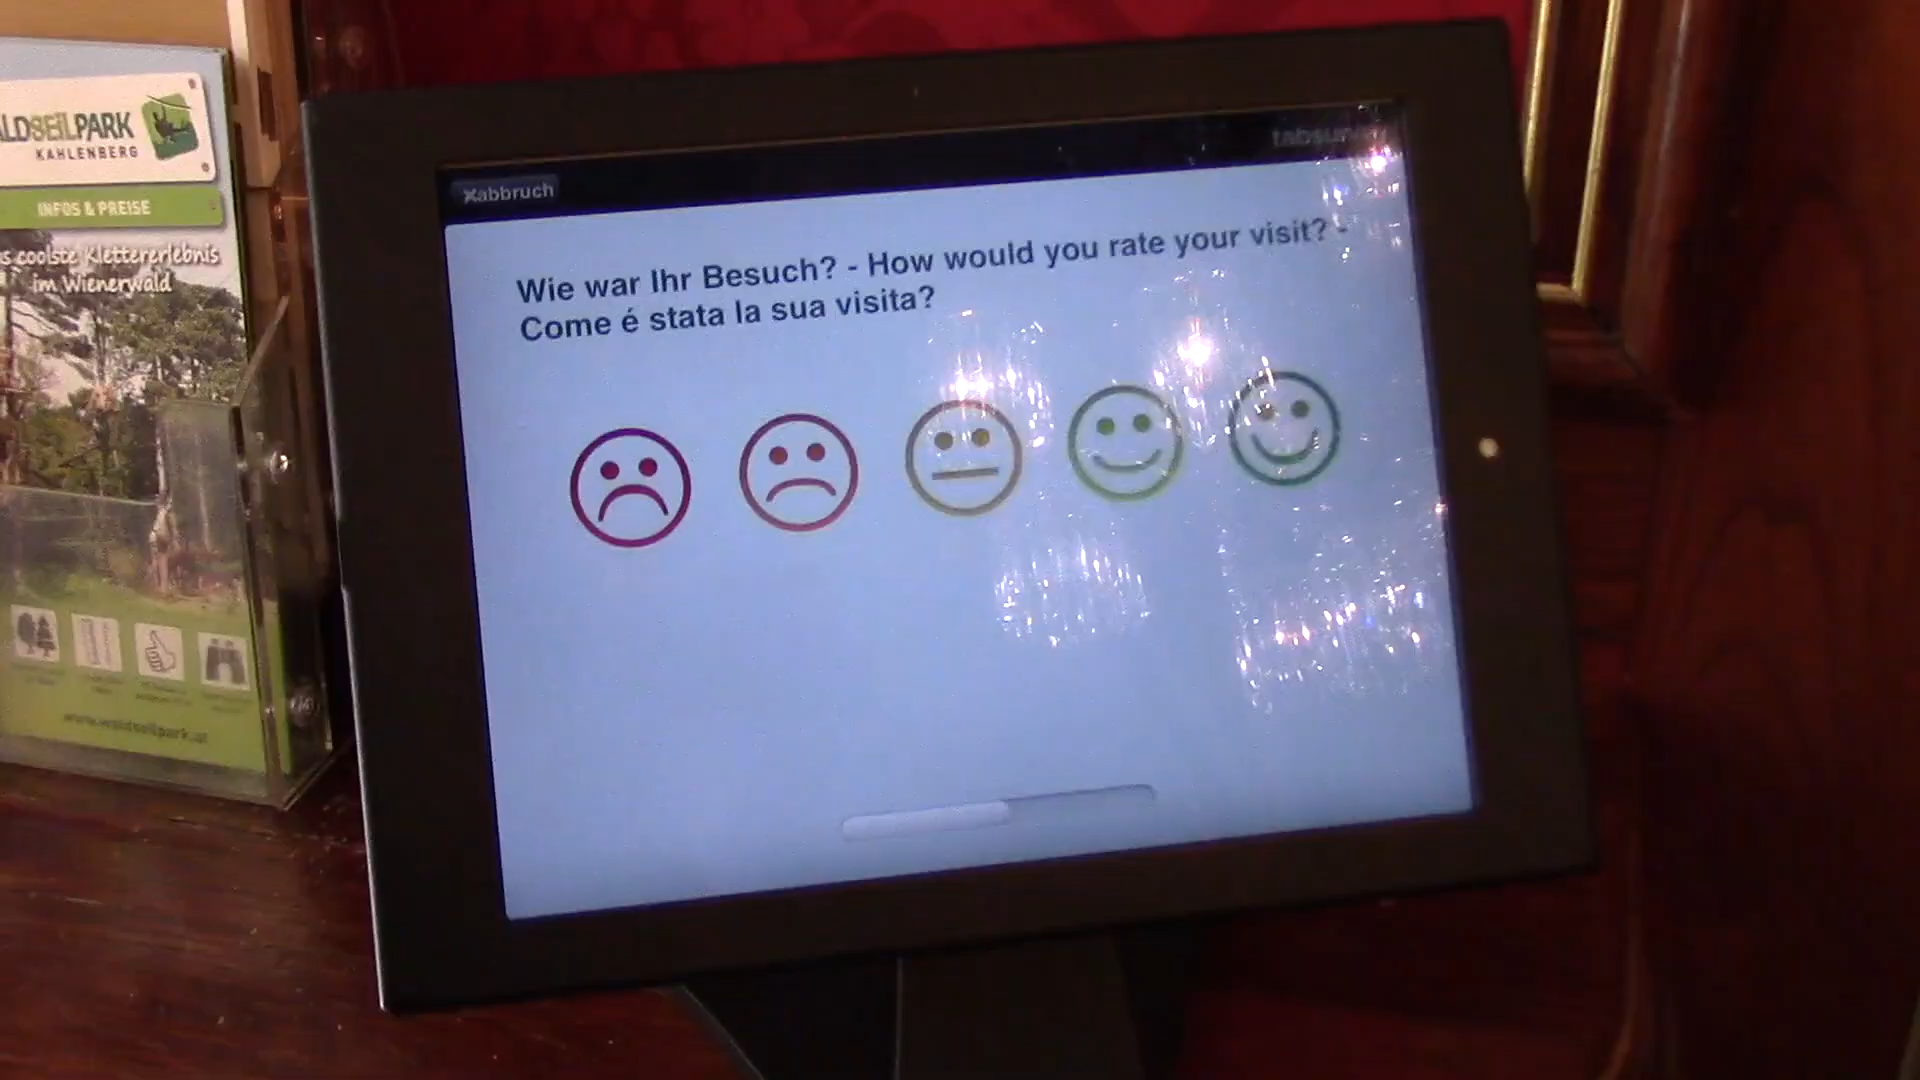 ALDSEILPARK
KAHLENBERG
INFOS & PREISE
s coolste Klettererlebnis
im Wienerwald
www.waldseilpark.at
xabbruch
Wie war Ihr Besuch? - How would you rate your visit? -
Come é stata la sua visita?